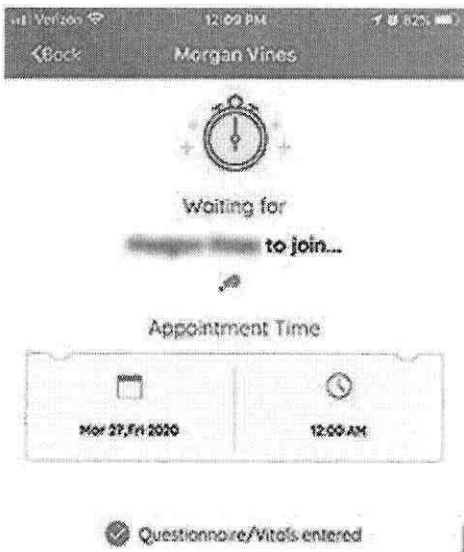 Verizon 12:09 PM 82%
Back Morgan Vines
Waiting for
to join...
Appointment Time
Mar 27,Fri 2020 12:00 AM
Questionnaire/Vitals entered